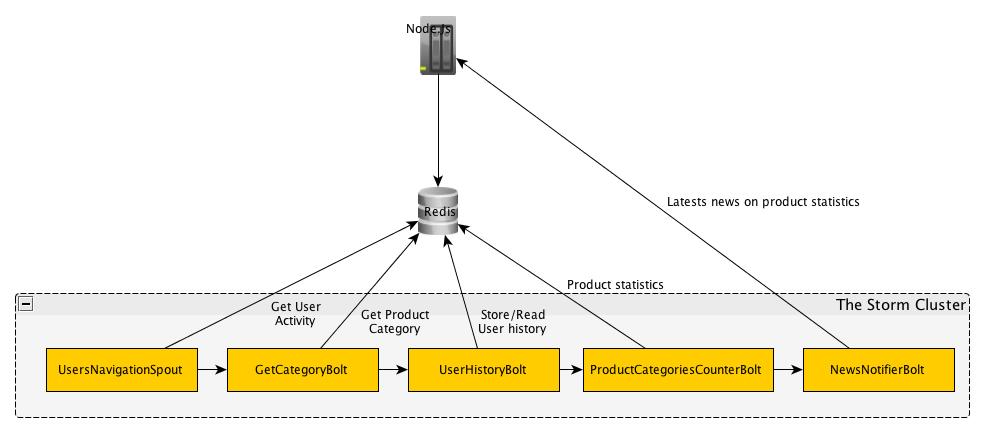 Node.js
Redis
Latests news on product statistics
Product statistics
The Storm Cluster
Get User
Activity
Get Product
Category
Store/Read
User history
UsersNavigationSpout
GetCategoryBolt
UserHistoryBolt
ProductCategoriesCounterBolt
NewsNotifierBolt